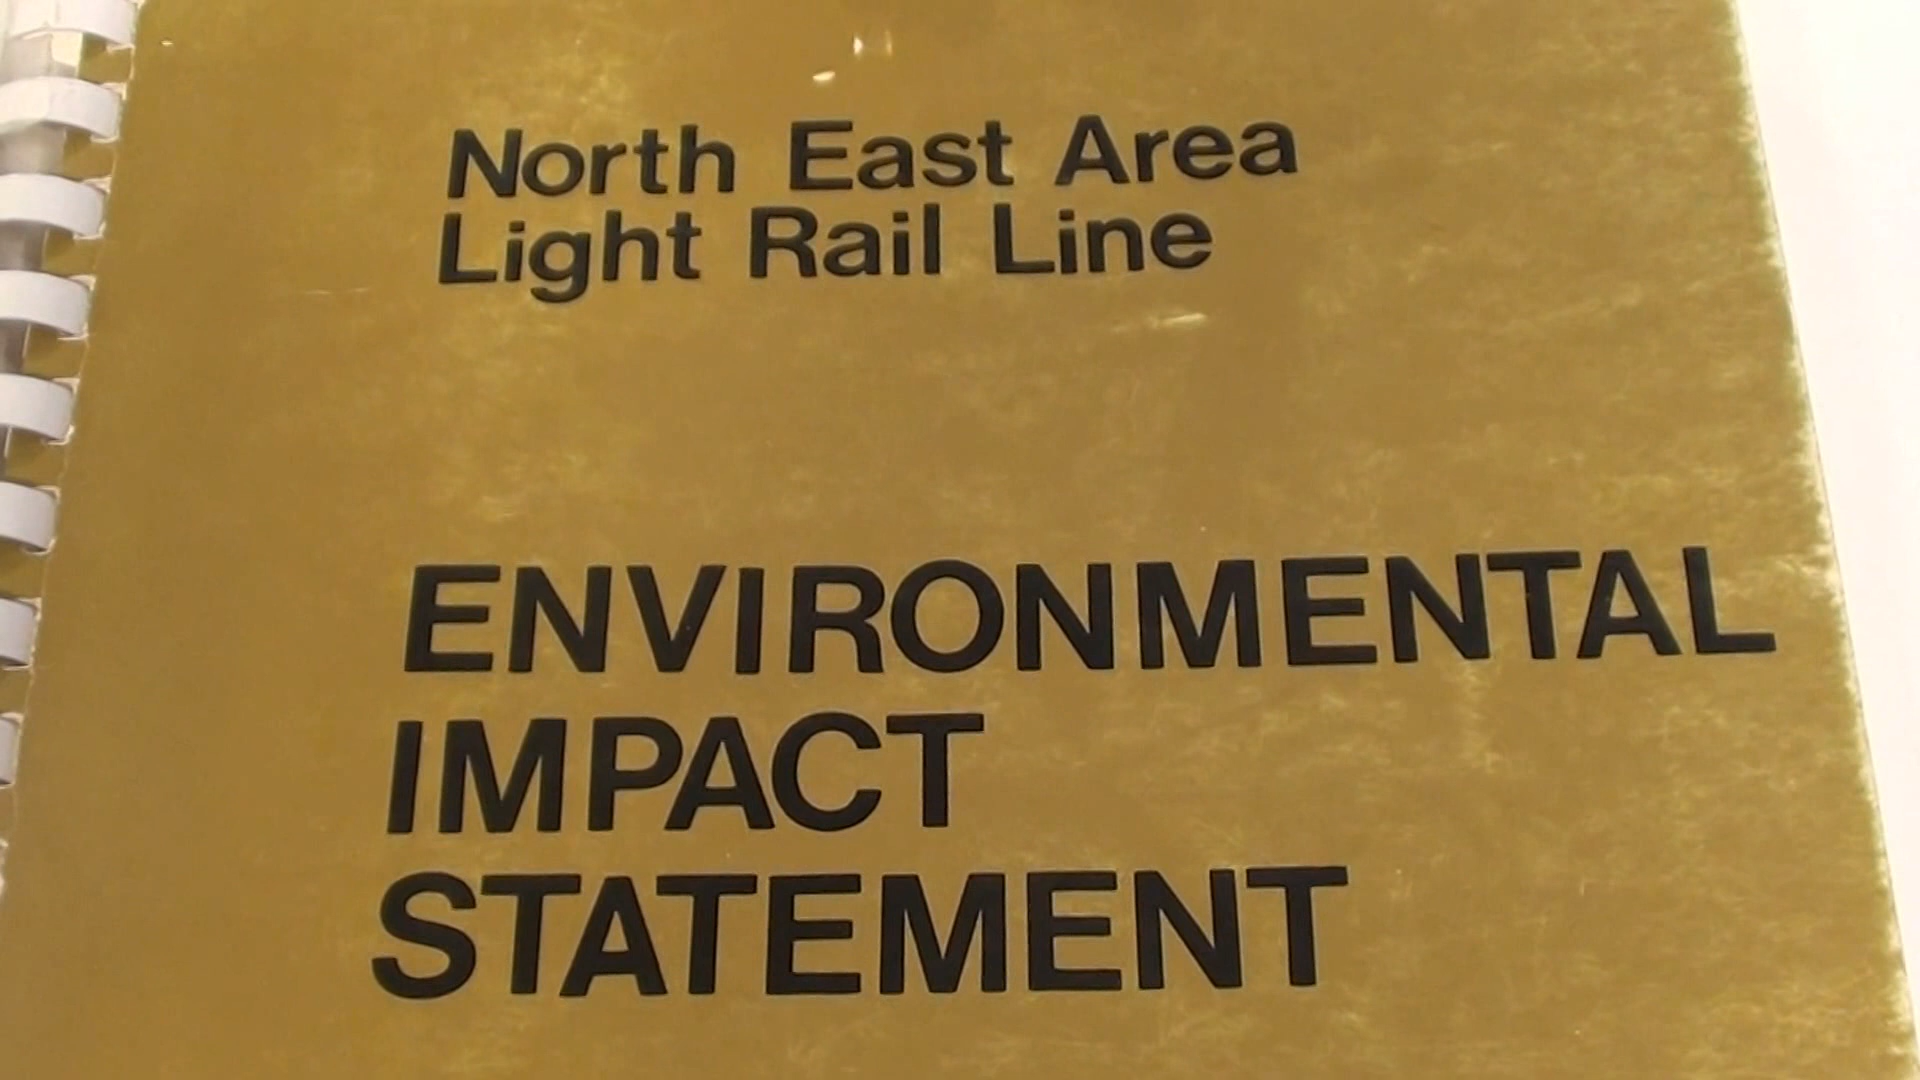 North East Area
Light Rail Line
ENVIRONMENTAL
IMPACT
STATEMENT